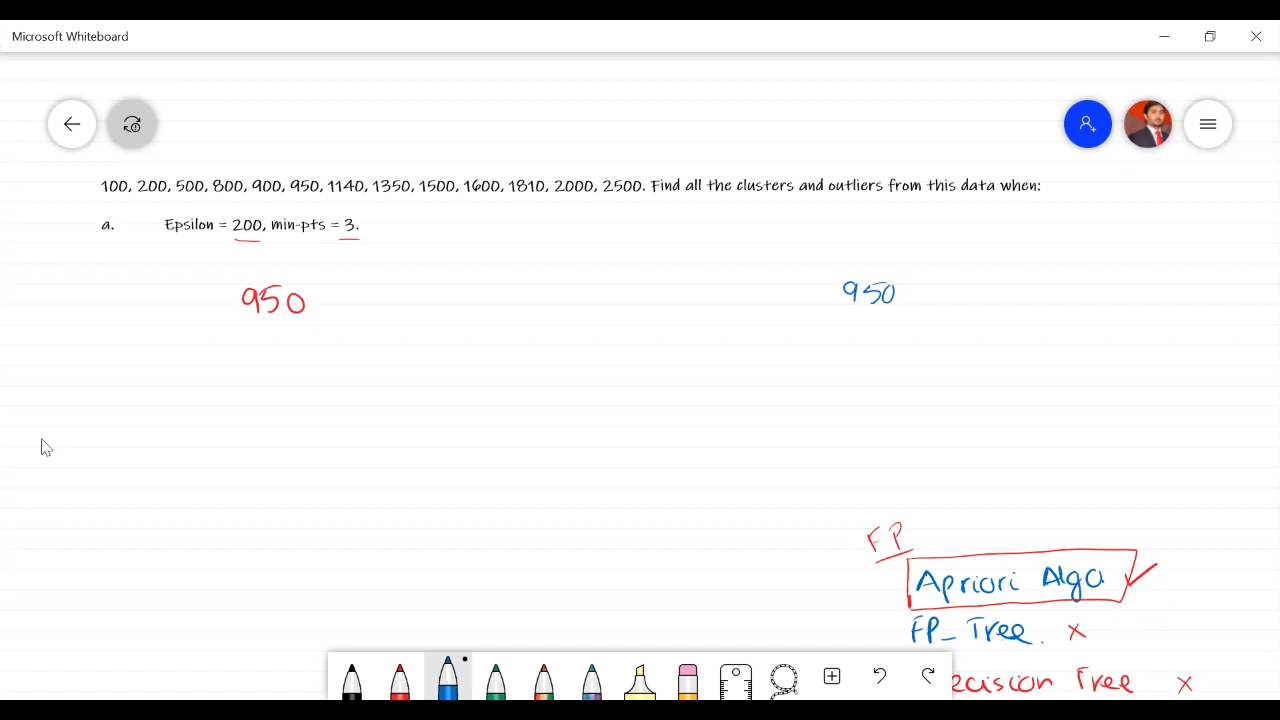 Microsoft Whiteboard
100, 200, 500, 800, 900, 950, 1140, 1350, 1500, 1600, 1810, 2000, 2500. Find all the clusters and outliers from this data when:
a. Epsilon = 200, min-pts = 3.
950 950
FP
Apriori Algo
FP_Tree. x
ecision Tree x